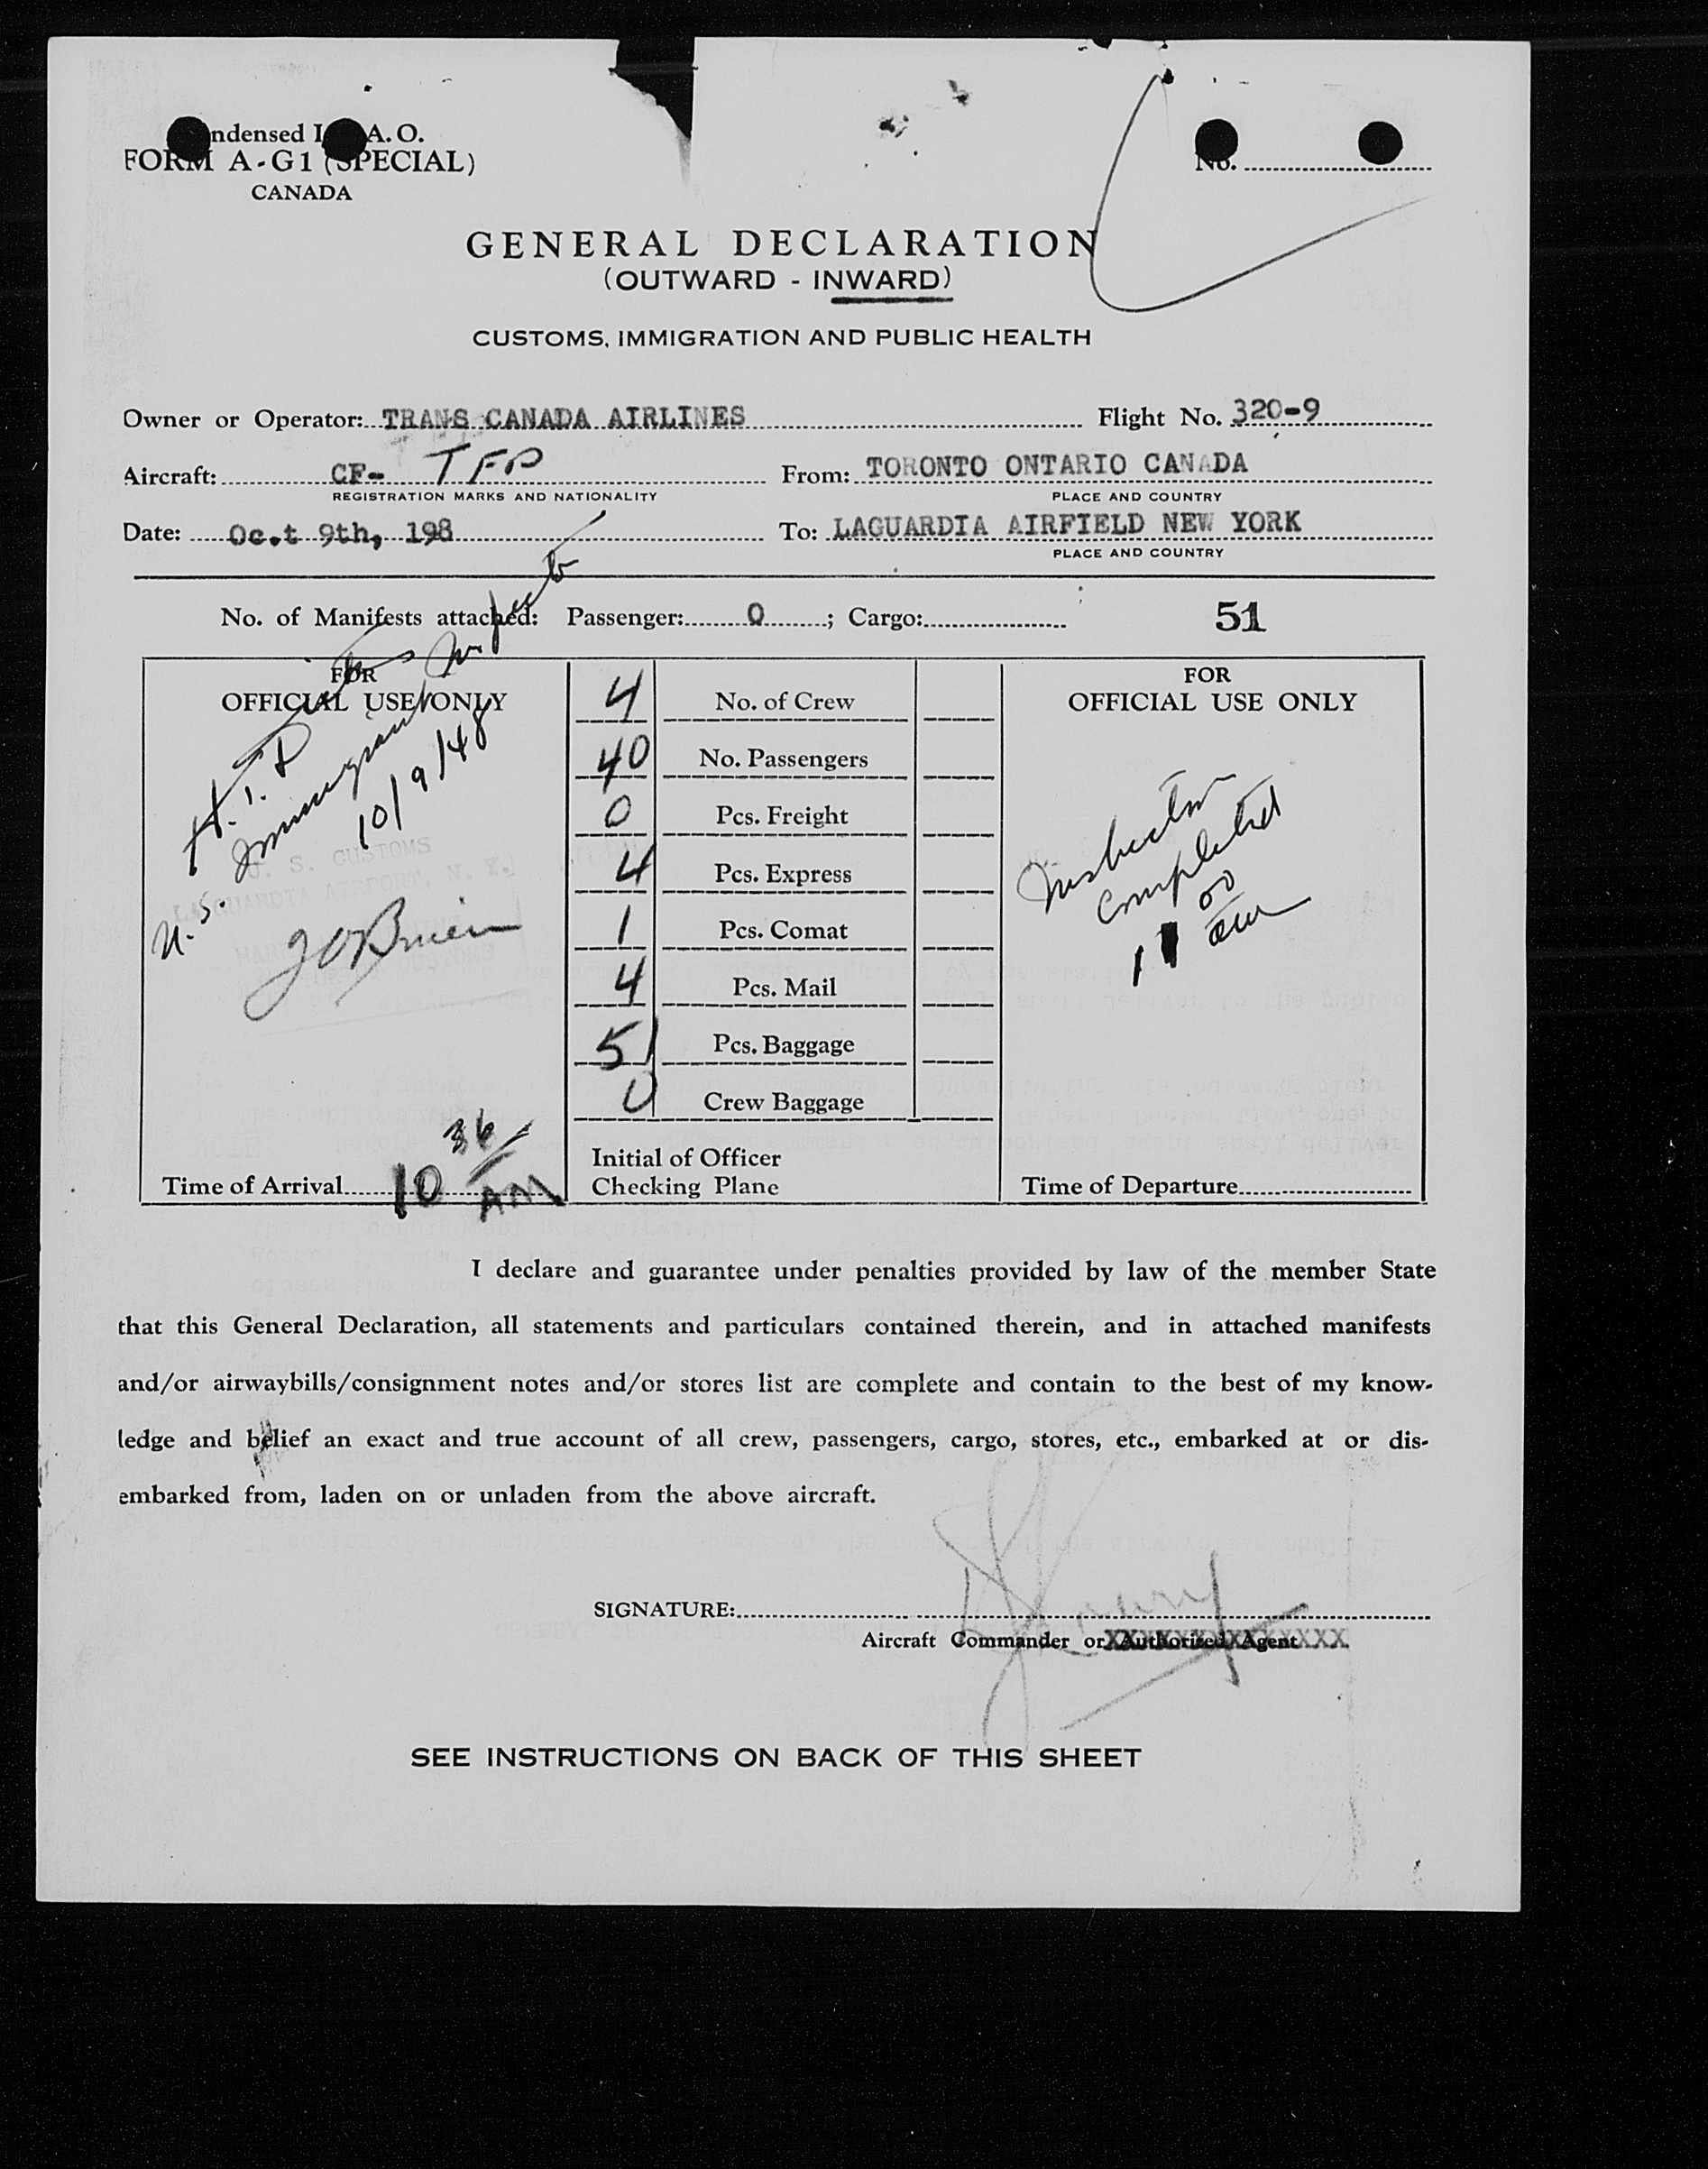 ndensed I A. O.
FORM A-G1 (SPECIAL)
CANADA
No.
GENERAL DECLARATION
(OUTWARD - INWARD)
CUSTOMS, IMMIGRATION AND PUBLIC HEALTH
Owner or Operator: TRANS CANADA AIRLINES Flight No. 320-9
Aircraft: CF- TFP From: TORONTO ONTARIO CANADA
REGISTRATION MARKS AND NATIONALITY PLACE AND COUNTRY
Date: Oc.t 9th, 198 To: LAGUARDIA AIRFIELD NEW YORK
PLACE AND COUNTRY
No. of Manifests attached: Passenger: 0 ; Cargo: 51
FOR
OFFICIAL USE ONLY
U.S. Immigrant Inspector
10/9/48
U. S. CUSTOMS
LAGUARDIA AIRPORT, N. Y.
JOBrien
Time of Arrival 10 36/AM
4 No. of Crew
40 No. Passengers
0 Pcs. Freight
4 Pcs. Express
1 Pcs. Comat
4 Pcs. Mail
51 Pcs. Baggage
0 Crew Baggage
Initial of Officer
Checking Plane
FOR
OFFICIAL USE ONLY
Inspection
completed
11 00 am
Time of Departure
I declare and guarantee under penalties provided by law of the member State
that this General Declaration, all statements and particulars contained therein, and in attached manifests
and/or airwaybills/consignment notes and/or stores list are complete and contain to the best of my know-
ledge and belief an exact and true account of all crew, passengers, cargo, stores, etc., embarked at or dis-
embarked from, laden on or unladen from the above aircraft.
SIGNATURE:
Aircraft Commander or Authorized Agent
SEE INSTRUCTIONS ON BACK OF THIS SHEET